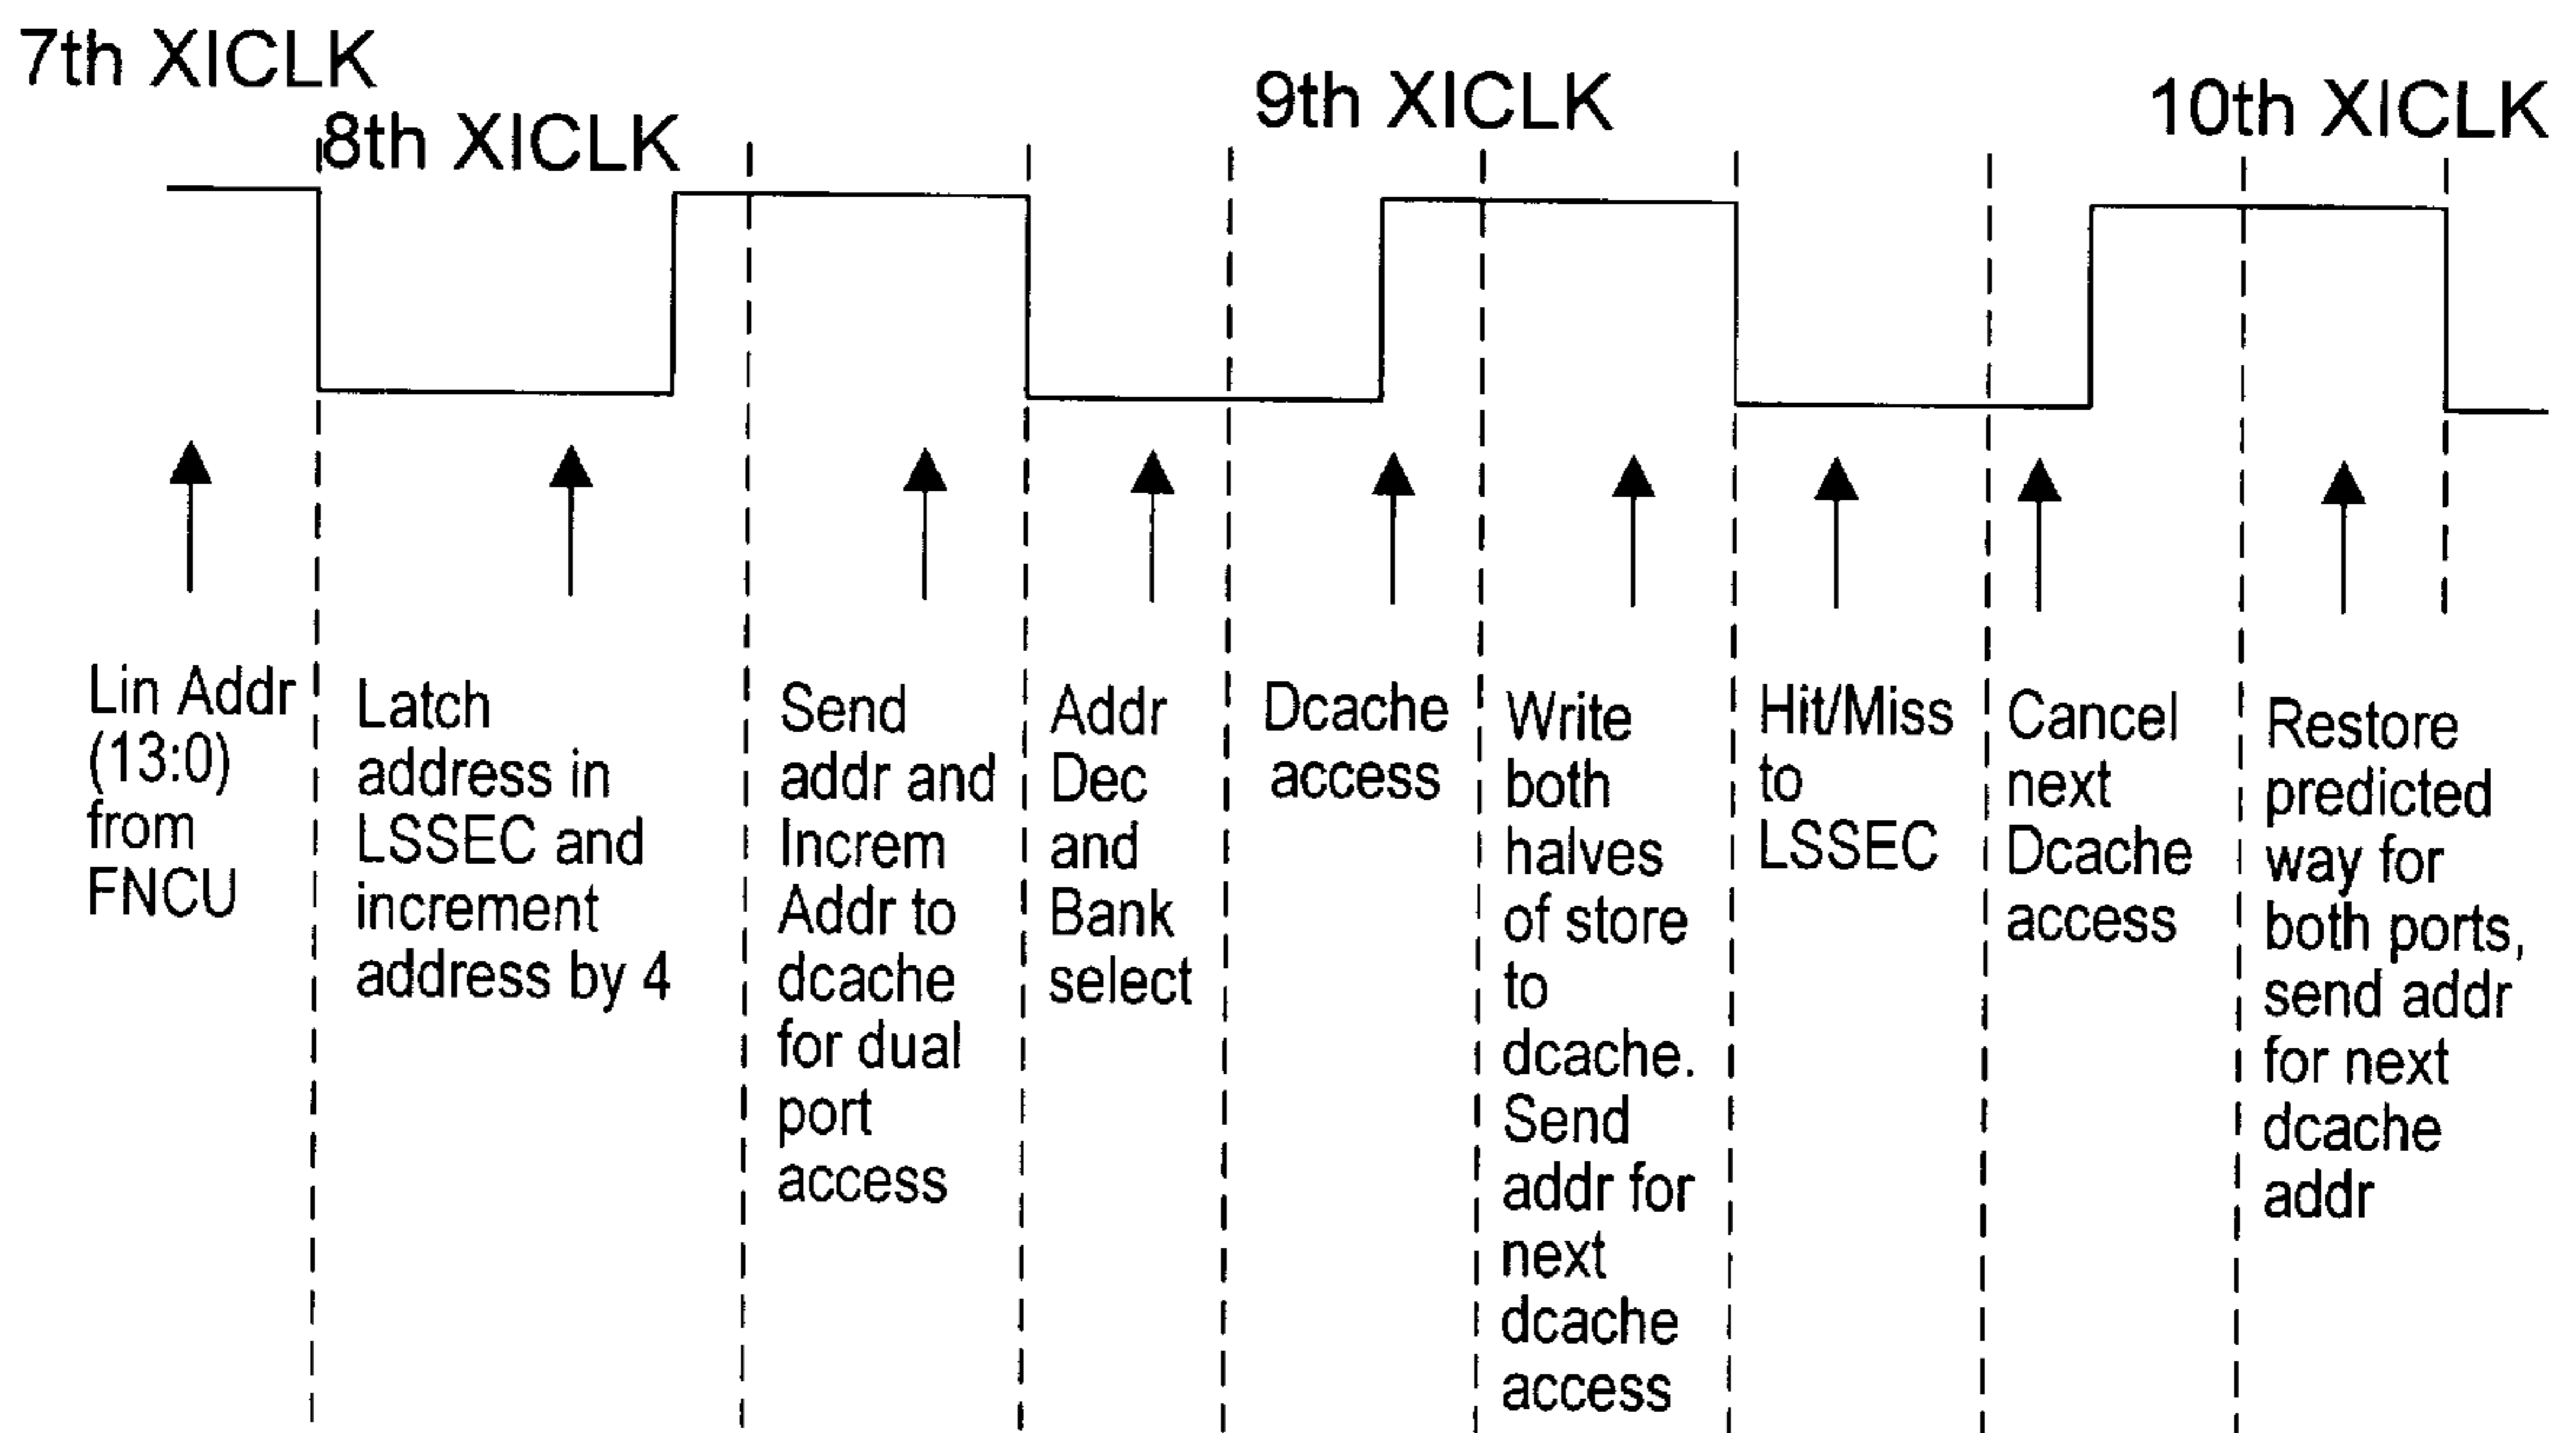 7th XICLK
8th XICLK
9th XICLK
10th XICLK
Lin Addr
(13:0)
from
FNCU
Latch
address in
LSSEC and
increment
address by 4
Send
addr and
Increm
Addr to
dcache
for dual
port
access
Addr
Dec
and
Bank
select
Dcache
access
Write
both
halves
of store
to
dcache.
Send
addr for
next
dcache
access
Hit/Miss
to
LSSEC
Cancel
next
Dcache
access
Restore
predicted
way for
both ports,
send addr
for next
dcache
addr